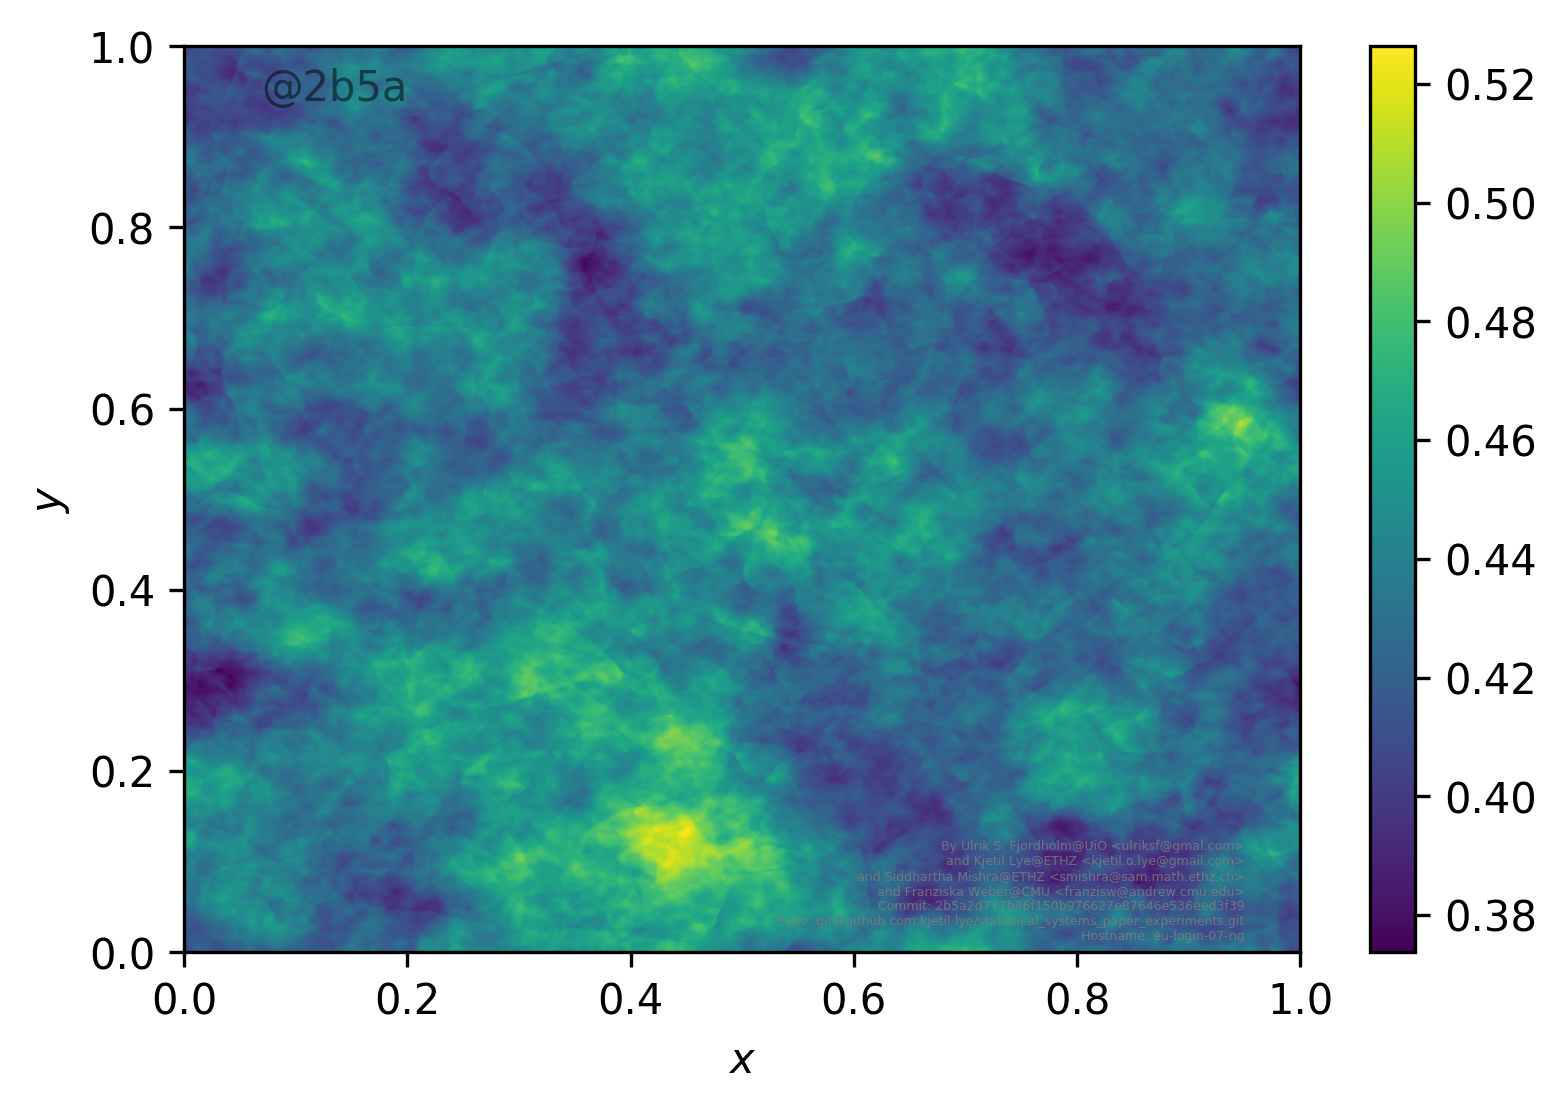 @2b5a
1.0
0.8
0.6
0.4
0.2
0.0
y
0.0 0.2 0.4 0.6 0.8 1.0
x
0.52
0.50
0.48
0.46
0.44
0.42
0.40
0.38
By Ulrik S. Fjordholm@UiO <ulriksf@gmal.com>
and Kjetil Lye@ETHZ <kjetil.o.lye@gmail.com>
and Siddhartha Mishra@ETHZ <smishra@sam.math.ethz.ch>
and Franziska Weber@CMU <franzisw@andrew.cmu.edu>
Commit: 2b5a2d777b86f150b976627e87646e536eed3f39
Repo: git@github.com:kjetil-lye/statistical_systems_paper_experiments.git
Hostname: eu-login-07-ng